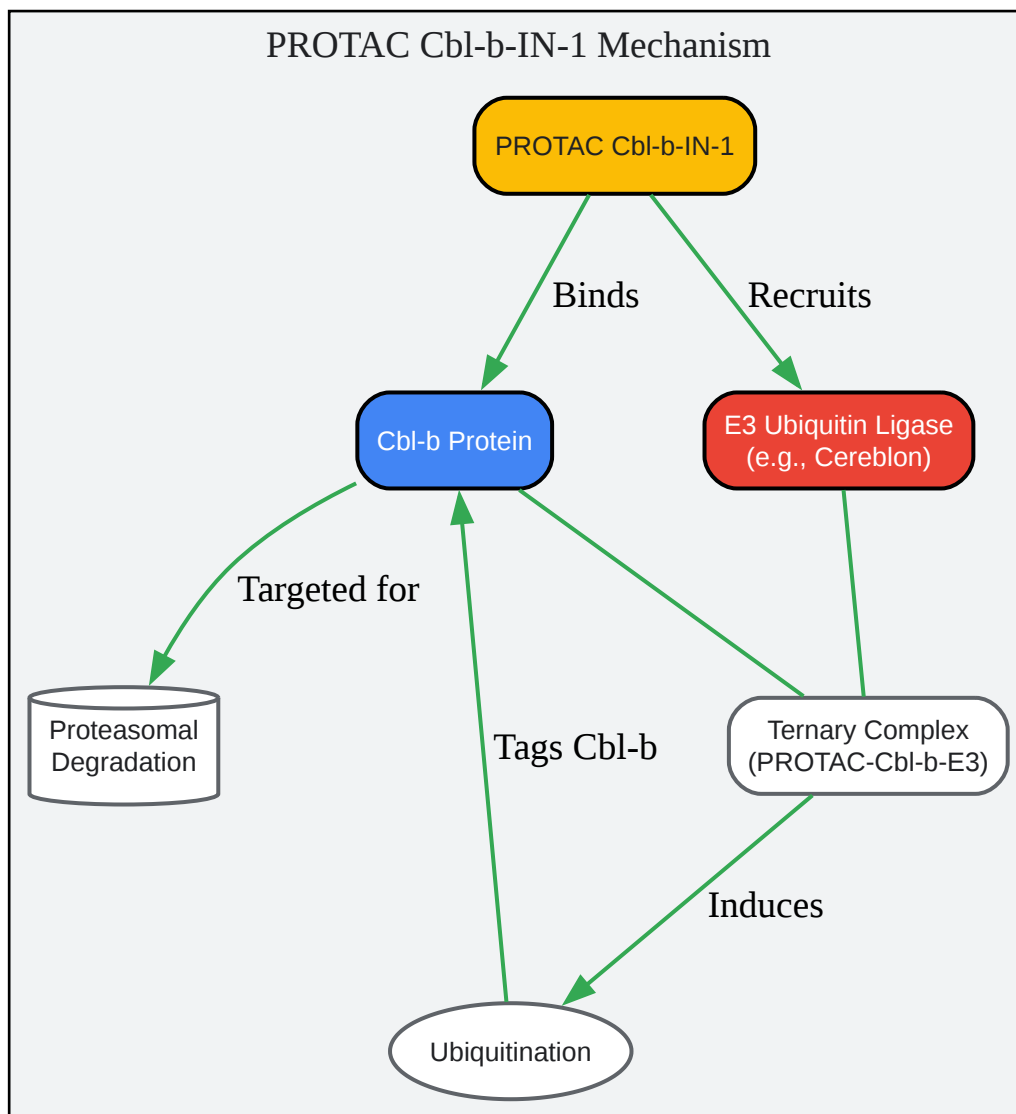 PROTAC Cbl-b-IN-1 Mechanism
PROTAC Cbl-b-IN-1
Binds
Recruits
Cbl-b Protein
E3 Ubiquitin Ligase
(e.g., Cereblon)
Targeted for
Proteasomal
Degradation
Tags Cbl-b
Ternary Complex
(PROTAC-Cbl-b-E3)
Induces
Ubiquitination